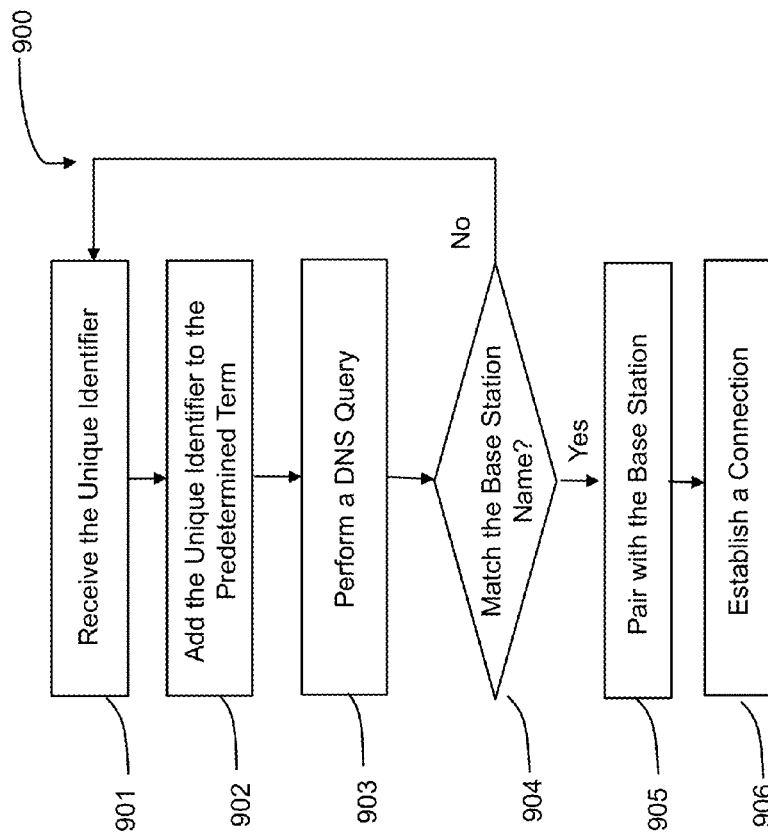 900
Receive the Unique Identifier
901
Add the Unique Identifier to the
Predetermined Term
902
Perform a DNS Query
903
Match the Base Station
Name?
904
No
Yes
Pair with the Base Station
905
Establish a Connection
906